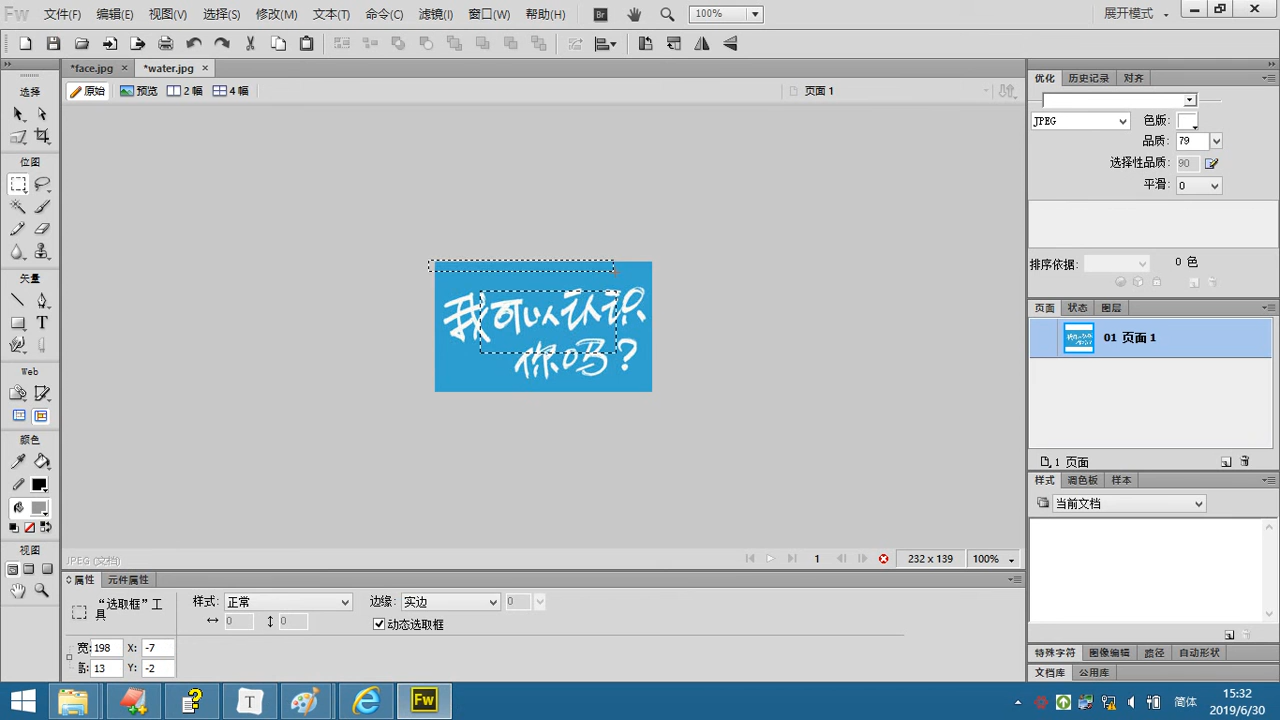 Fw 文件(F) 编辑(E) 视图(V) 选择(S) 修改(M) 文本(T) 命令(C) 滤镜(I) 窗口(W) 帮助(H) Br 100% 展开模式
*face.jpg *water.jpg
原始 预览 2 幅 4 幅 页面 1
选择
位图
矢量
Web
颜色
视图
我可以认识
你吗?
优化 历史记录 对齐
JPEG 色版:
品质: 79
选择性品质: 90
平滑: 0
排序依据: 0 色
页面 状态 图层
01 页面 1
1 页面
样式 调色板 样本
当前文档
特殊字符 图像编辑 路径 自动形状
文档库 公用库
JPEG (文档) 1 232 x 139 100%
属性 元件属性
“选取框”工具
样式: 正常 边缘: 实边 0
0 0 动态选取框
宽: 198 X: -7
高: 13 Y: -2
T Fw 简体 15:32
2019/6/30